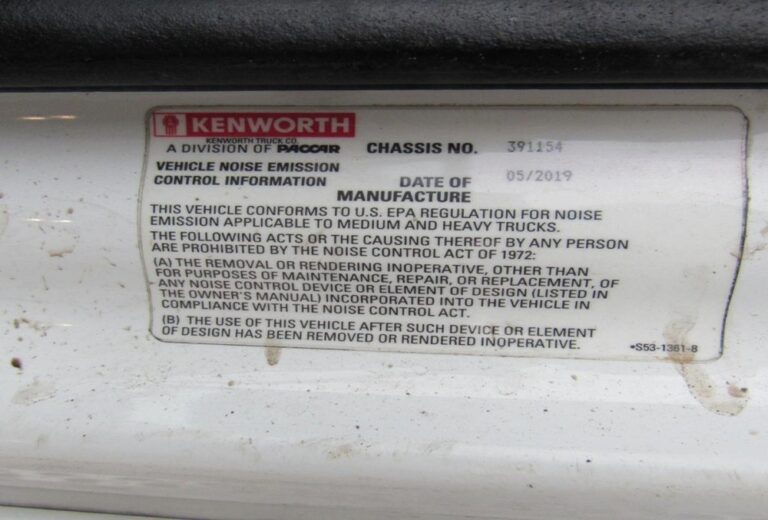 KENWORTH
KENWORTH TRUCK CO.
A DIVISION OF PACCAR CHASSIS NO. 391154
VEHICLE NOISE EMISSION
CONTROL INFORMATION DATE OF MANUFACTURE 05/2019
THIS VEHICLE CONFORMS TO U.S. EPA REGULATION FOR NOISE
EMISSION APPLICABLE TO MEDIUM AND HEAVY TRUCKS.
THE FOLLOWING ACTS OR THE CAUSING THEREOF BY ANY PERSON
ARE PROHIBITED BY THE NOISE CONTROL ACT OF 1972:
(A) THE REMOVAL OR RENDERING INOPERATIVE, OTHER THAN
FOR PURPOSES OF MAINTENANCE, REPAIR, OR REPLACEMENT, OF
ANY NOISE CONTROL DEVICE OR ELEMENT OF DESIGN (LISTED IN
THE OWNER'S MANUAL) INCORPORATED INTO THE VEHICLE IN
COMPLIANCE WITH THE NOISE CONTROL ACT.
(B) THE USE OF THIS VEHICLE AFTER SUCH DEVICE OR ELEMENT
OF DESIGN HAS BEEN REMOVED OR RENDERED INOPERATIVE.
*S53-1361-8